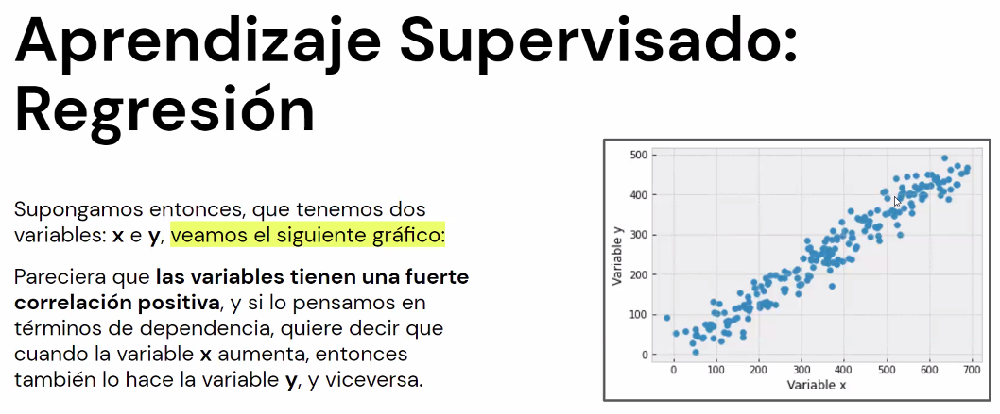 Aprendizaje Supervisado:
Regresión
Supongamos entonces, que tenemos dos
variables: x e y, veamos el siguiente gráfico:
Pareciera que las variables tienen una fuerte
correlación positiva, y si lo pensamos en
términos de dependencia, quiere decir que
cuando la variable x aumenta, entonces
también lo hace la variable y, y viceversa.
500
400
300
200
100
0
Variable y
0 100 200 300 400 500 600 700
Variable x